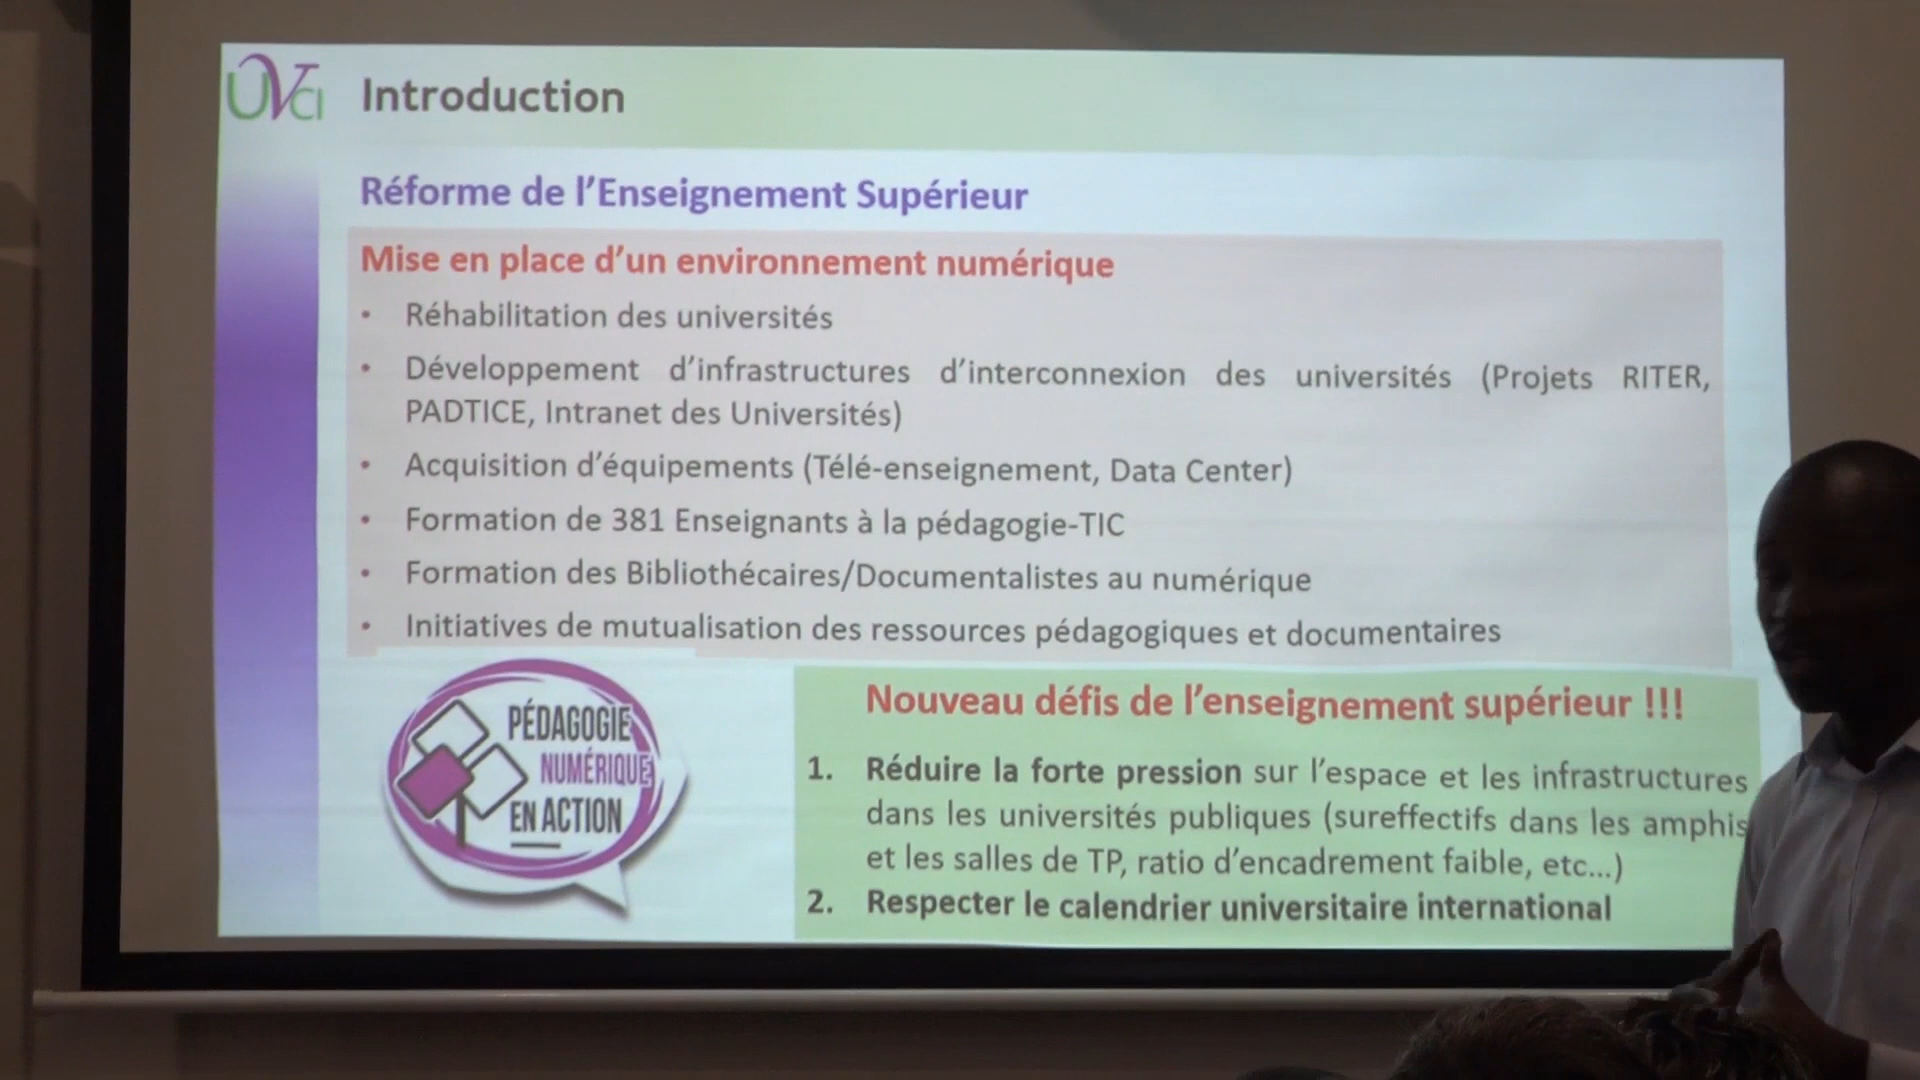 UVCI
Introduction
Réforme de l'Enseignement Supérieur
Mise en place d'un environnement numérique
• Réhabilitation des universités
• Développement d'infrastructures d'interconnexion des universités (Projets RITER,
PADTICE, Intranet des Universités)
• Acquisition d'équipements (Télé-enseignement, Data Center)
• Formation de 381 Enseignants à la pédagogie-TIC
• Formation des Bibliothécaires/Documentalistes au numérique
• Initiatives de mutualisation des ressources pédagogiques et documentaires
PÉDAGOGIE
NUMÉRIQUE
EN ACTION
Nouveau défis de l'enseignement supérieur !!!
1. Réduire la forte pression sur l'espace et les infrastructures
dans les universités publiques (sureffectifs dans les amphis
et les salles de TP, ratio d'encadrement faible, etc...)
2. Respecter le calendrier universitaire international